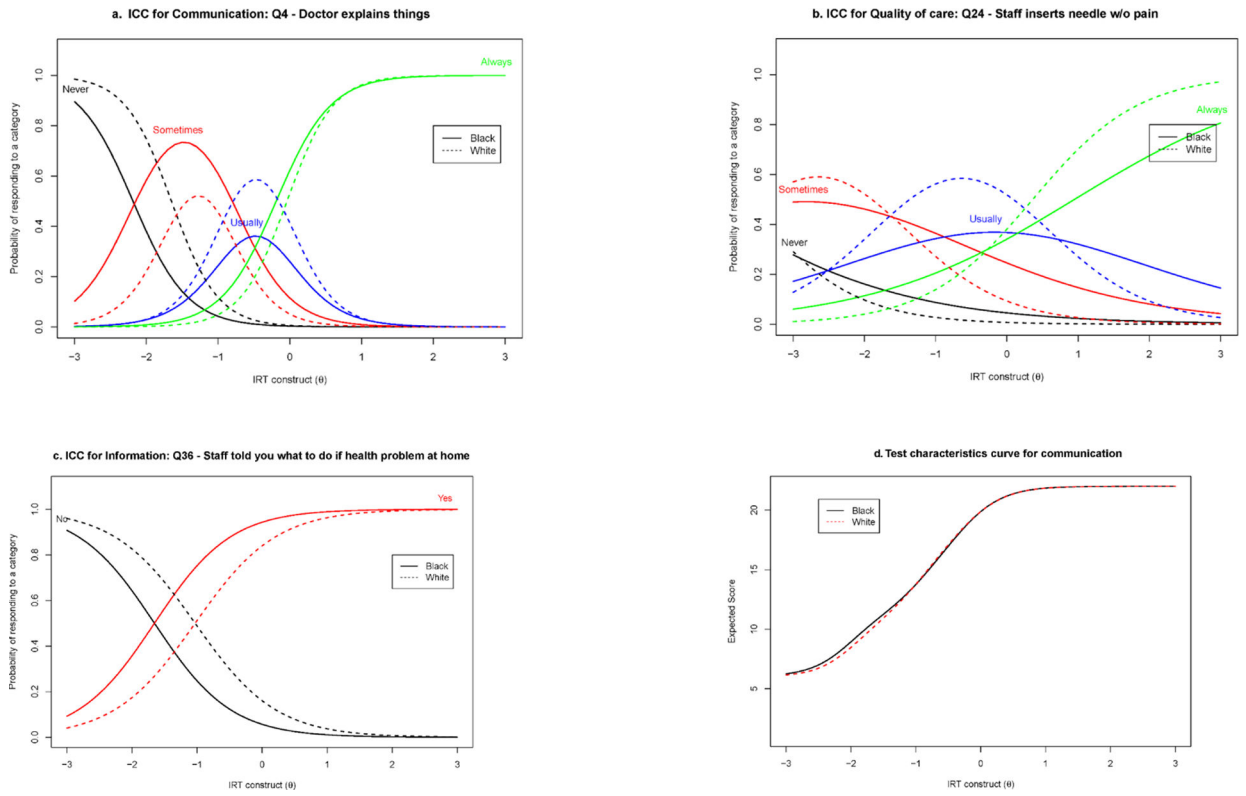 a. ICC for Communication: Q4 - Doctor explains things
Probability of responding to a category
1.0
0.8
0.6
0.4
0.2
0.0
Never
Sometimes
Usually
Always
Black
White
−3 −2 −1 0 1 2 3
IRT construct (θ)
b. ICC for Quality of care: Q24 - Staff inserts needle w/o pain
Probability of responding to a category
1.0
0.8
0.6
0.4
0.2
0.0
Sometimes
Never
Usually
Always
Black
White
−3 −2 −1 0 1 2 3
IRT construct (θ)
c. ICC for Information: Q36 - Staff told you what to do if health problem at home
Probability of responding to a category
1.0
0.8
0.6
0.4
0.2
0.0
No
Yes
Black
White
−3 −2 −1 0 1 2 3
IRT construct (θ)
d. Test characteristics curve for communication
Expected Score
20
15
10
5
Black
White
−3 −2 −1 0 1 2 3
IRT construct (θ)